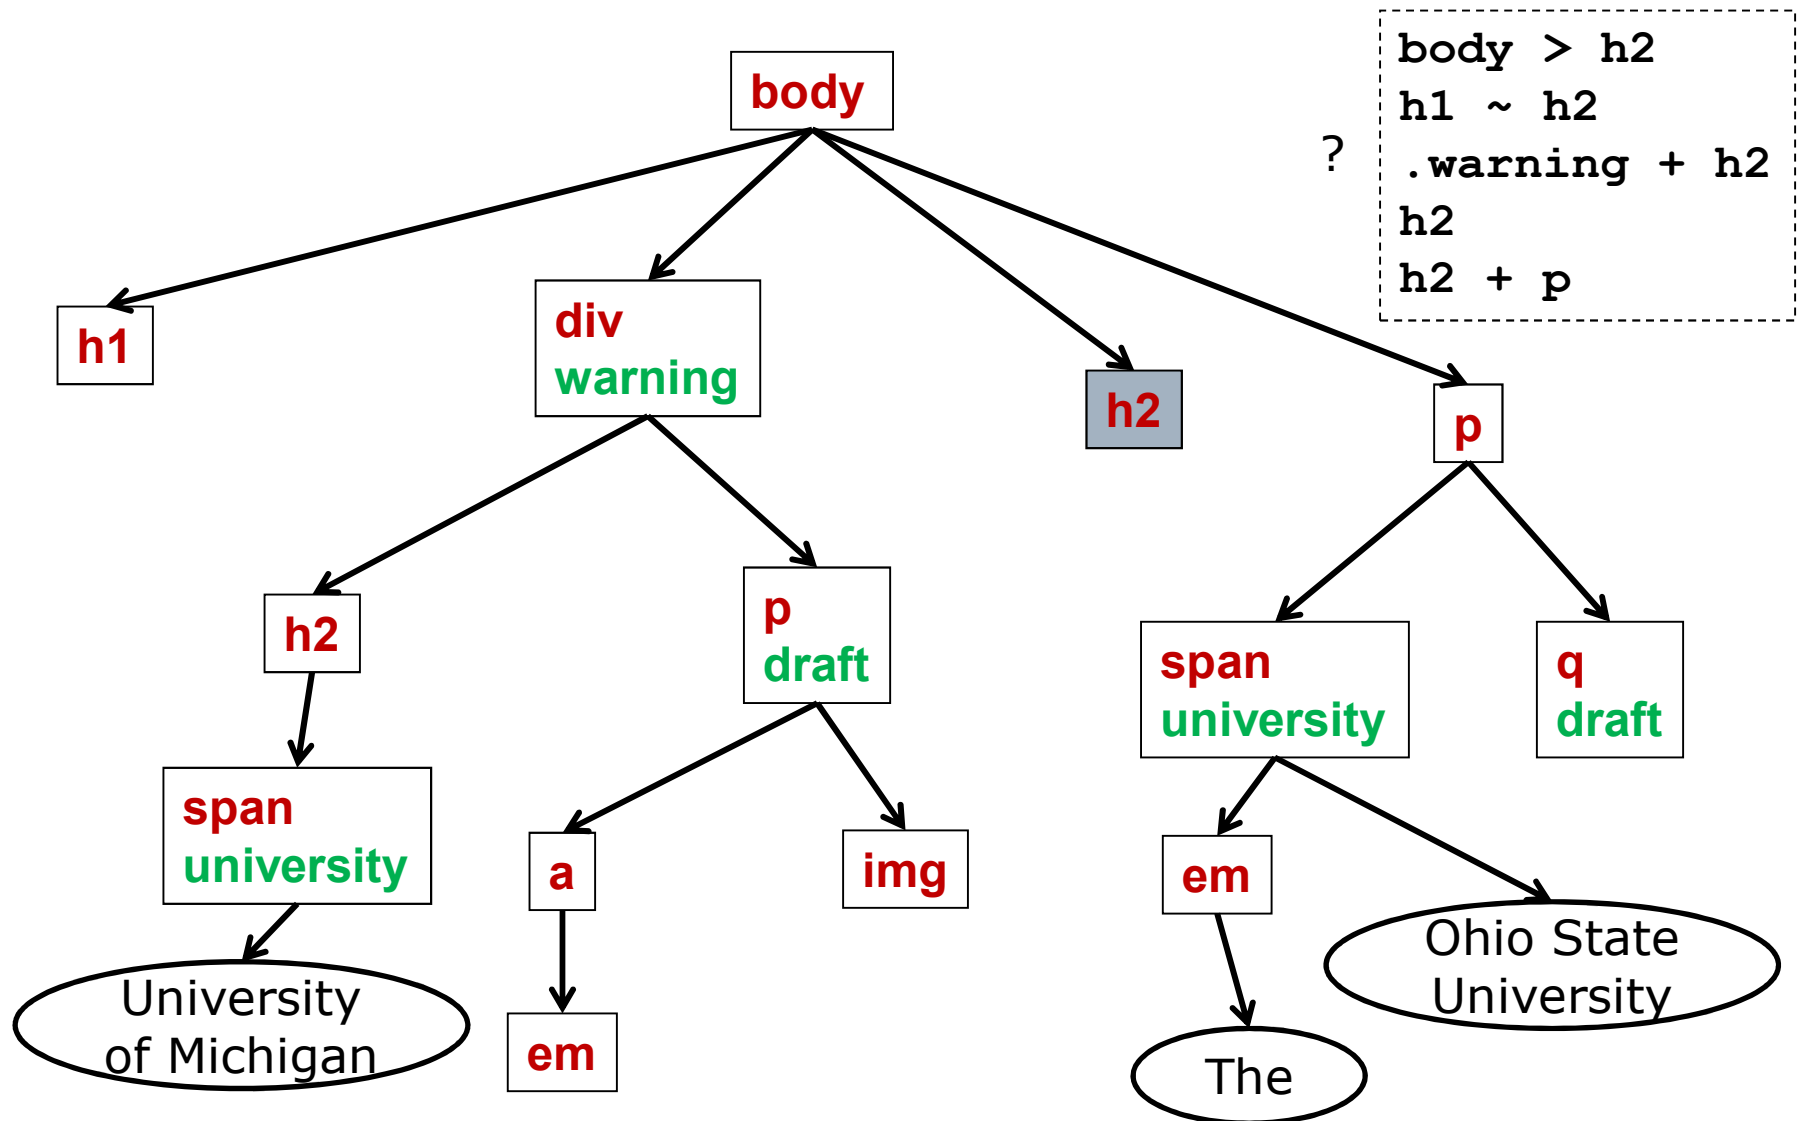 body
body > h2
h1 ~ h2
?
.warning + h2
h2
h2 + p
h1
div
warning
h2
p
h2
p
draft
span
university
q
draft
span
university
a
img
em
Ohio State
University
University
of Michigan
em
The